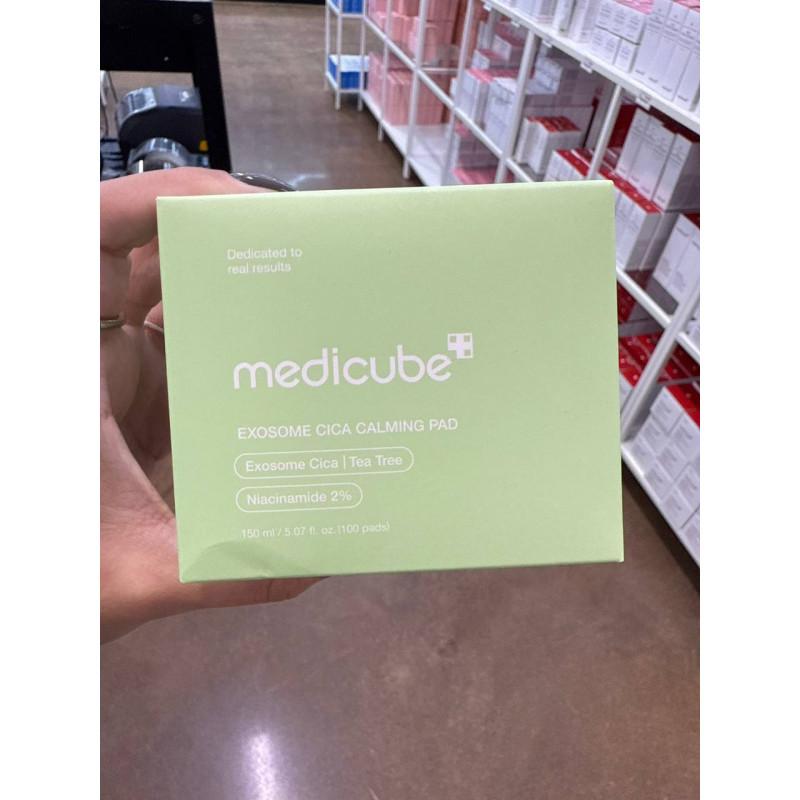 Dedicated to
real results
medicube
EXOSOME CICA CALMING PAD
Exosome Cica | Tea Tree
Niacinamide 2%
150 ml / 5.07 fl. oz. (100 pads)